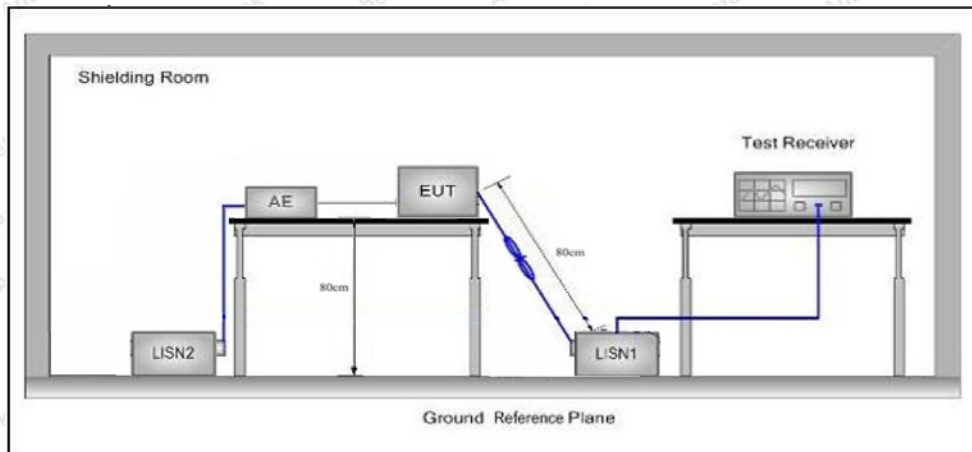 Shielding Room
Test Receiver
AE
EUT
80cm
80cm
LISN2
LISN1
Ground Reference Plane